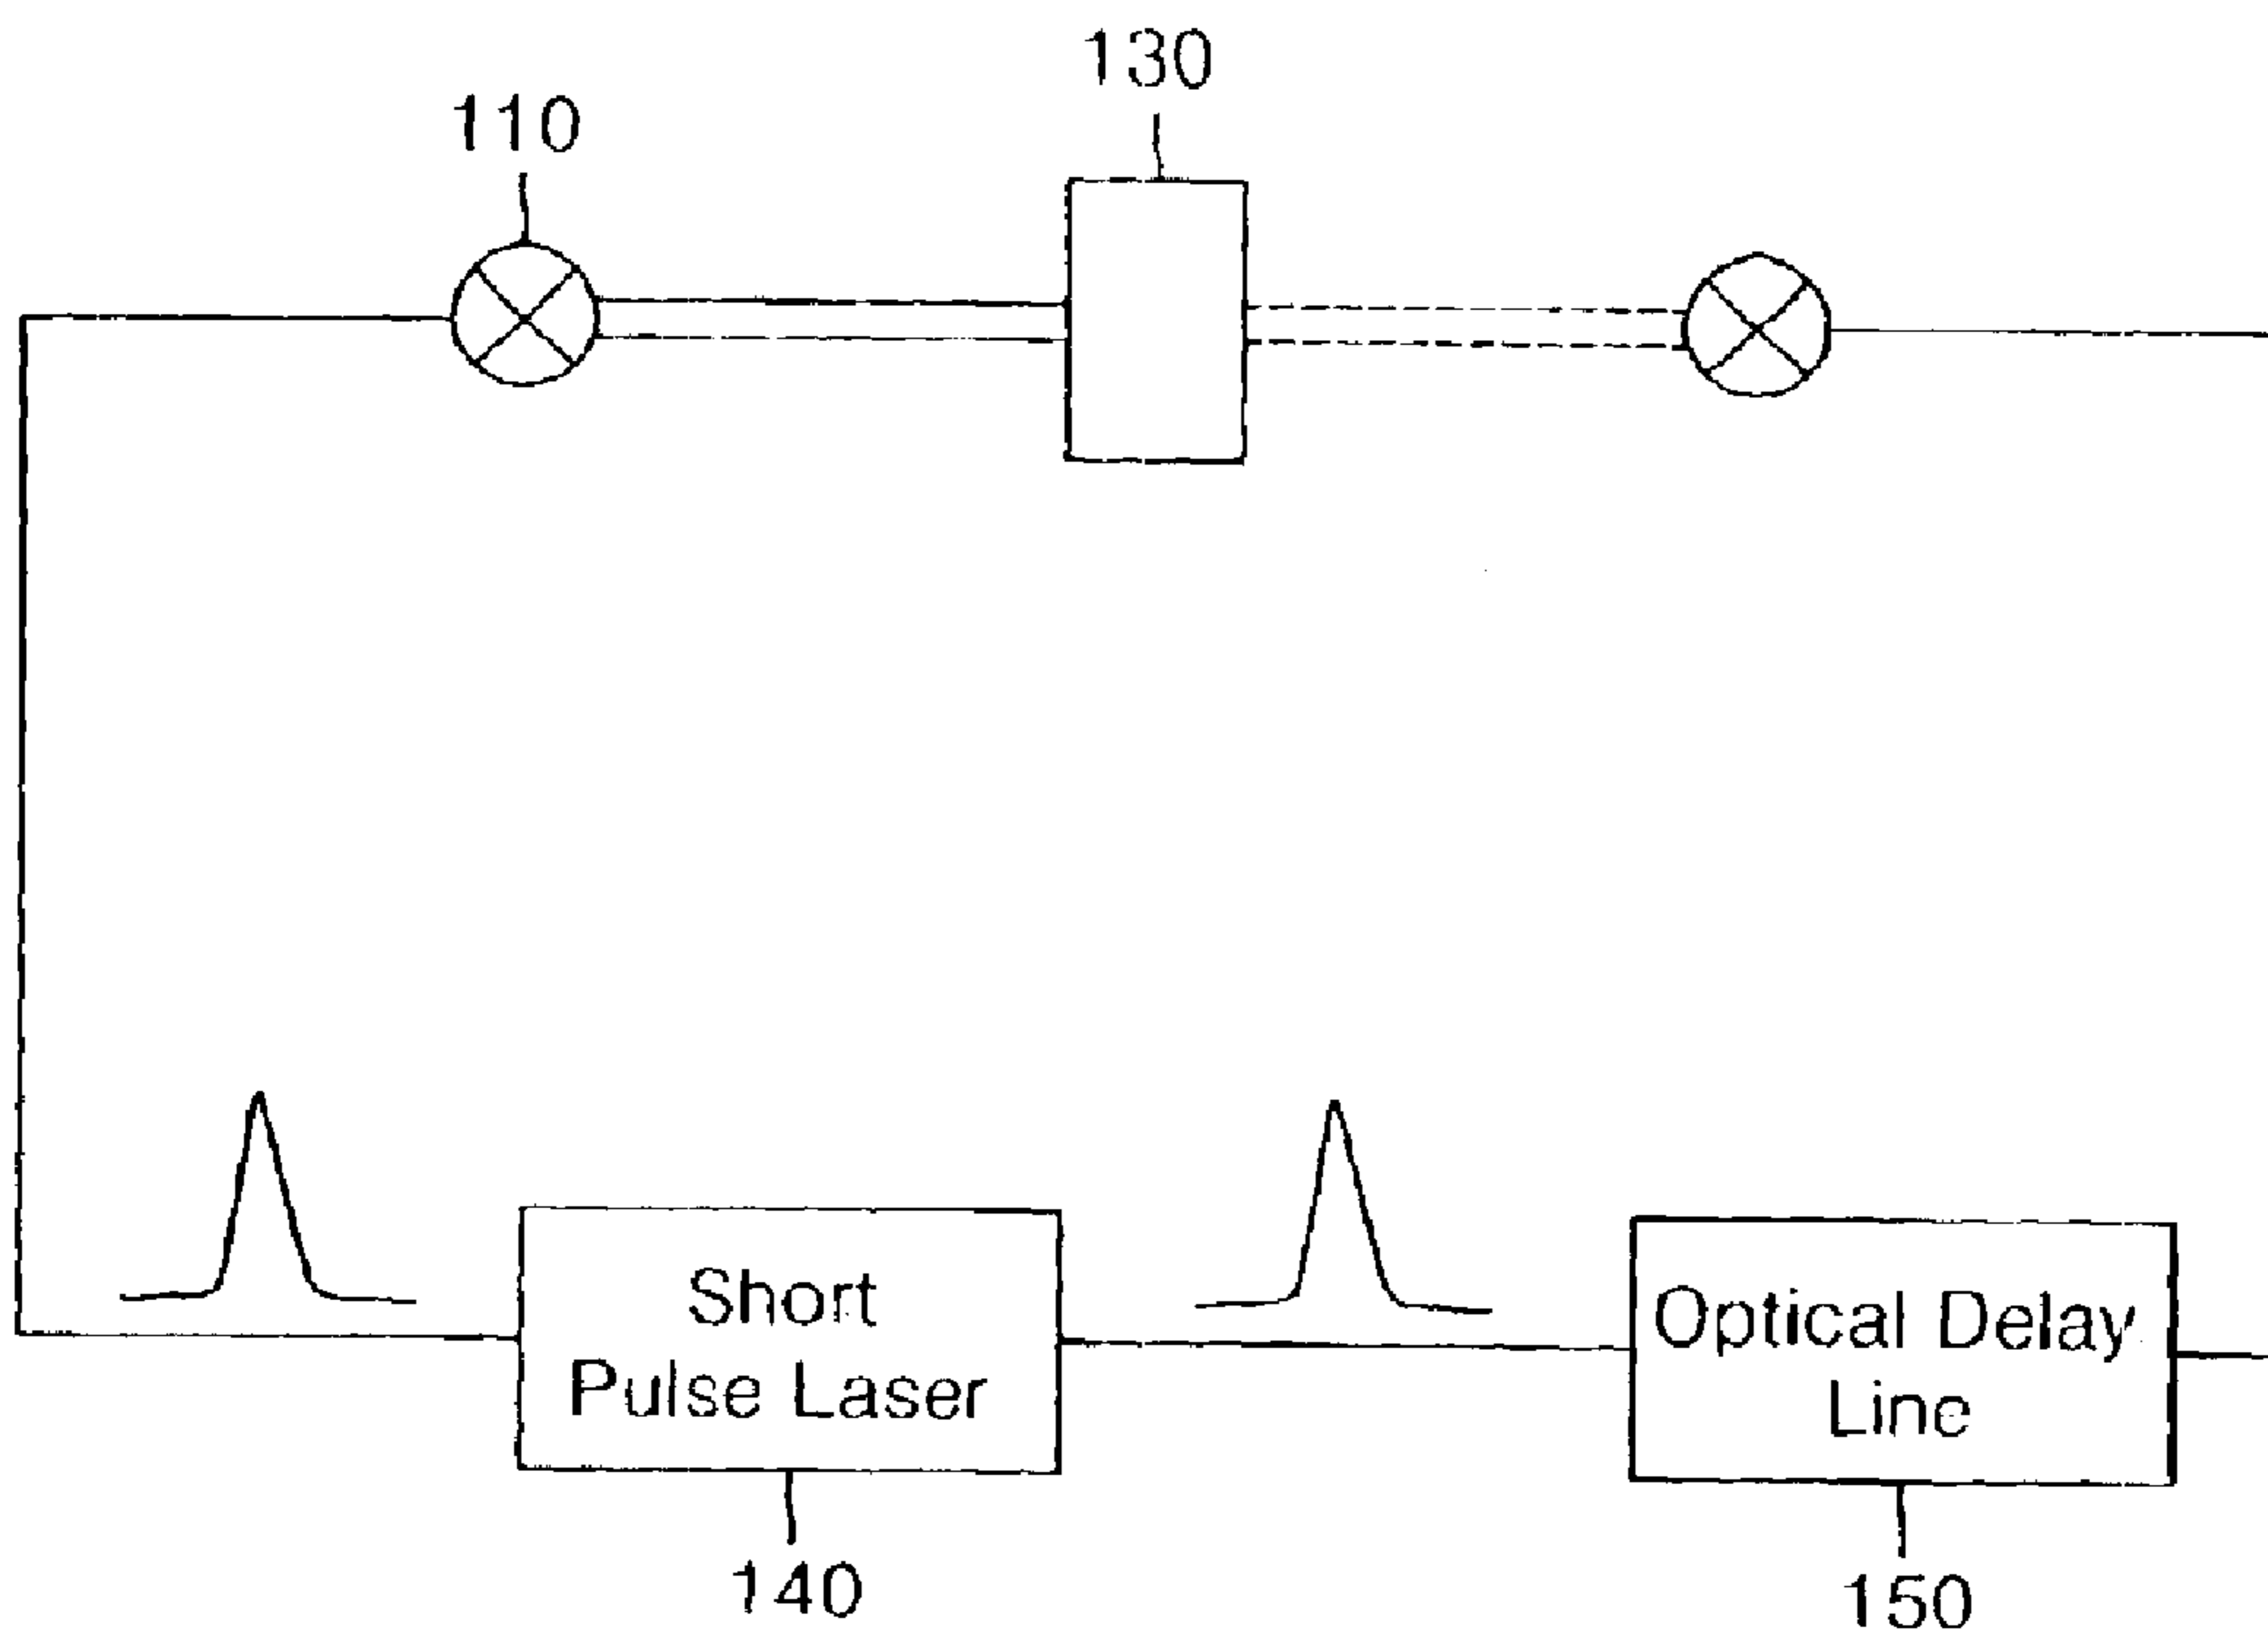 130
110
Short
Pulse Laser
Optical Delay
Line
140
150